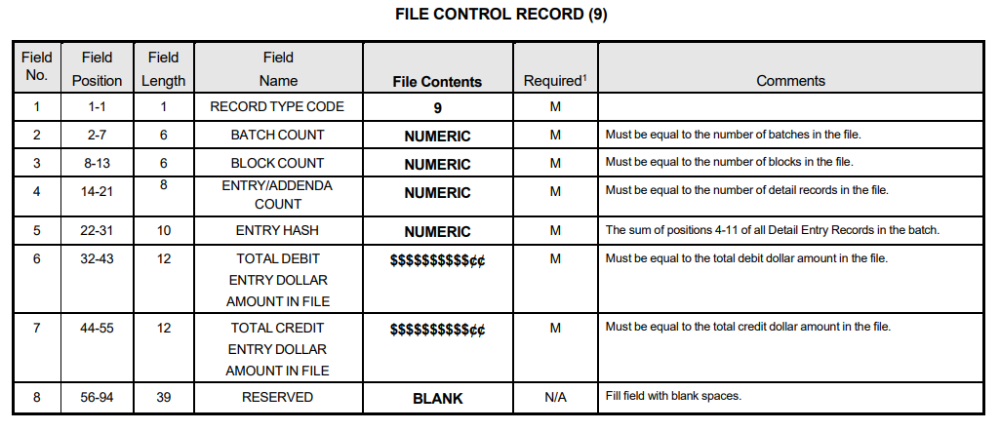 FILE CONTROL RECORD (9)
Field No. Field Position Field Length Field Name File Contents Required¹ Comments
1 1-1 1 RECORD TYPE CODE 9 M
2 2-7 6 BATCH COUNT NUMERIC M Must be equal to the number of batches in the file.
3 8-13 6 BLOCK COUNT NUMERIC M Must be equal to the number of blocks in the file.
4 14-21 8 ENTRY/ADDENDA COUNT NUMERIC M Must be equal to the number of detail records in the file.
5 22-31 10 ENTRY HASH NUMERIC M The sum of positions 4-11 of all Detail Entry Records in the batch.
6 32-43 12 TOTAL DEBIT ENTRY DOLLAR AMOUNT IN FILE $$$$$$$$$$¢¢ M Must be equal to the total debit dollar amount in the file.
7 44-55 12 TOTAL CREDIT ENTRY DOLLAR AMOUNT IN FILE $$$$$$$$$$¢¢ M Must be equal to the total credit dollar amount in the file.
8 56-94 39 RESERVED BLANK N/A Fill field with blank spaces.